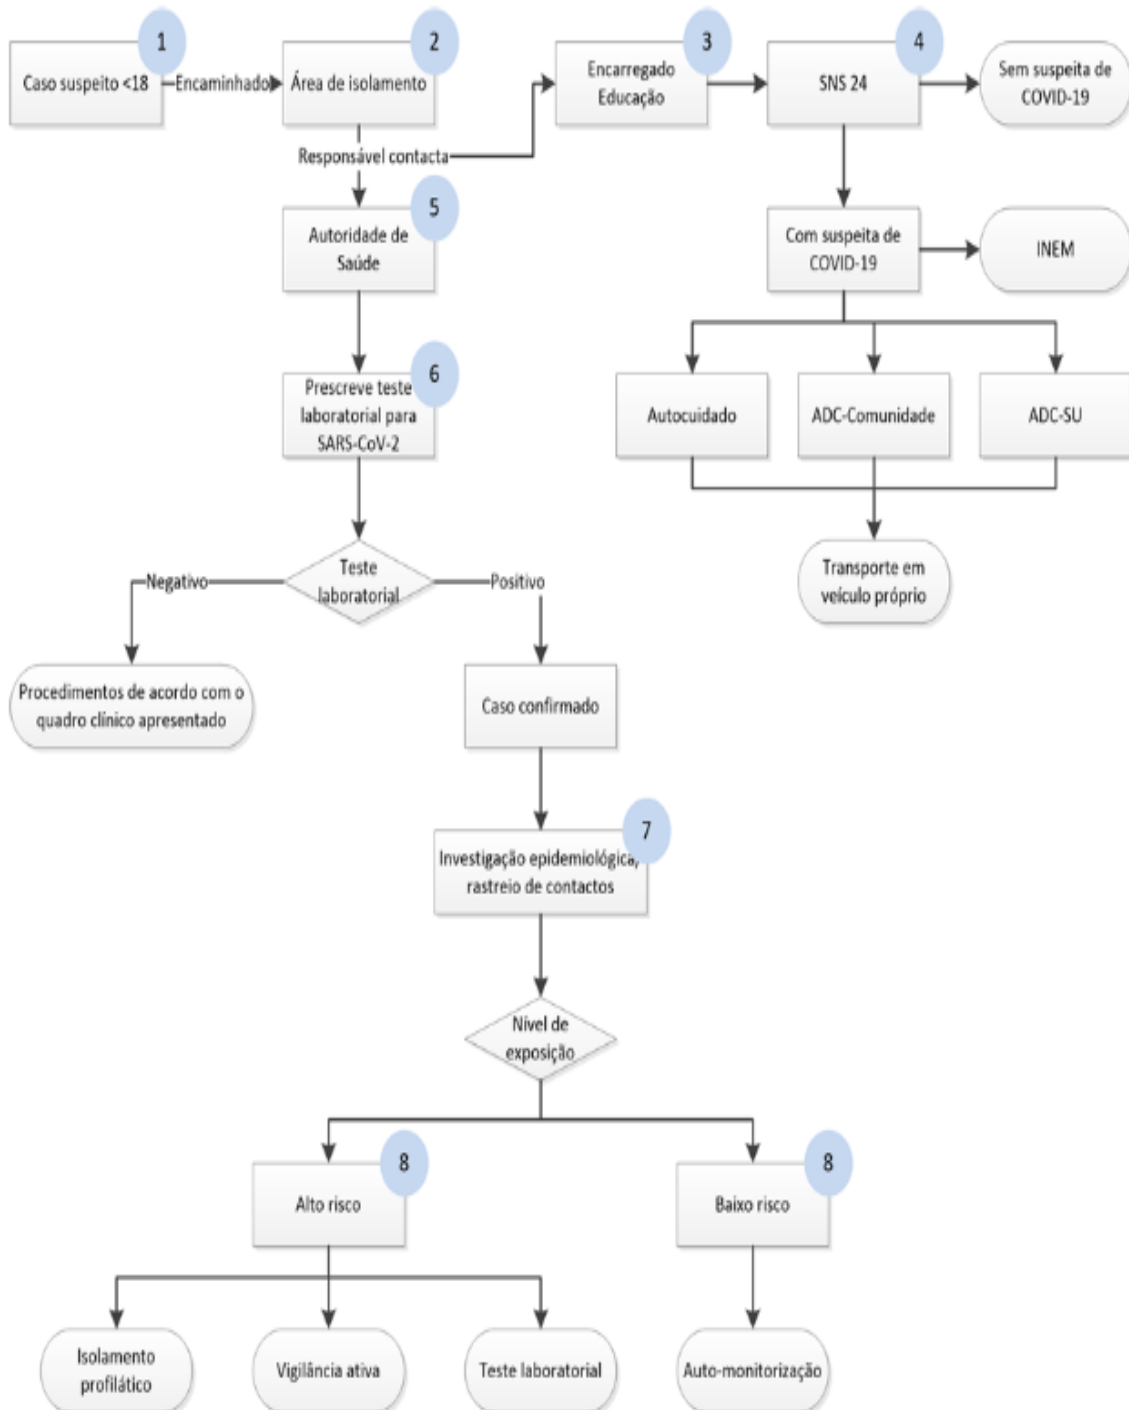 1
2
3
4
Caso suspeito <18
Encaminhado
Área de isolamento
Encarregado
Educação
SNS 24
Sem suspeita de
COVID-19
Responsável contacta
5
Autoridade de
Saúde
Com suspeita de
COVID-19
INEM
6
Prescreve teste
laboratorial para
SARS-CoV-2
Autocuidado
ADC-Comunidade
ADC-SU
Negativo
Teste
laboratorial
Positivo
Transporte em
veículo próprio
Procedimentos de acordo com o
quadro clínico apresentado
Caso confirmado
7
Investigação epidemiológica,
rastreio de contactos
Nível de
exposição
8
8
Alto risco
Baixo risco
Isolamento
profilático
Vigilância ativa
Teste laboratorial
Auto-monitorização